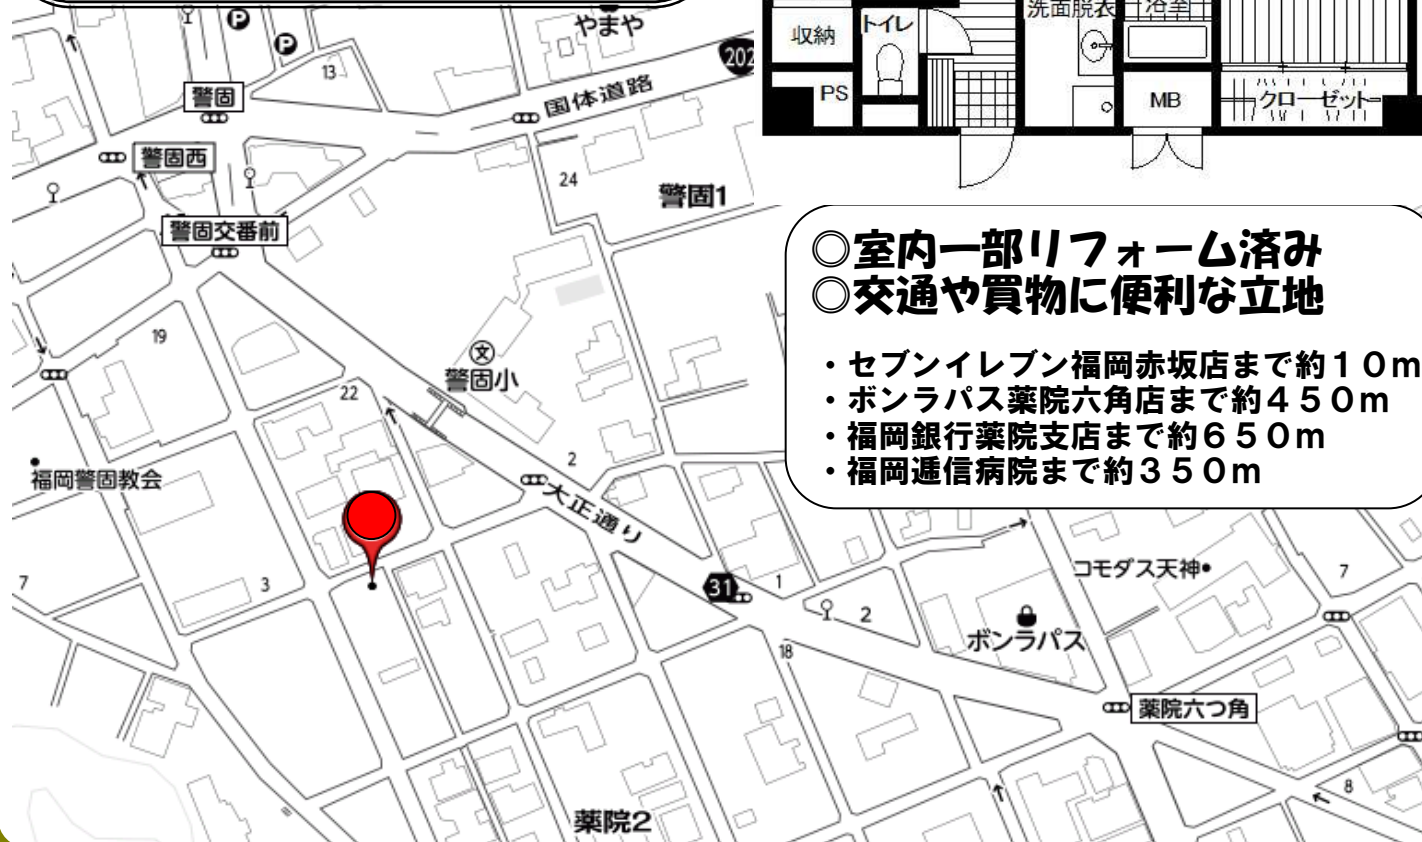 やまや
202
P
P
13
警固
国体道路
警固西
24
警固1
警固交番前
19
文
警固小
22
2
福岡警固教会
大正通り
7
3
31
1
2
コモダス天神
7
ボンラパス
18
薬院六つ角
8
薬院2
洗面脱衣
浴室
収納
トイレ
PS
MB
クローゼット
◎室内一部リフォーム済み
◎交通や買物に便利な立地
・セブンイレブン福岡赤坂店まで約１０ｍ
・ボンラパス薬院六角店まで約４５０ｍ
・福岡銀行薬院支店まで約６５０ｍ
・福岡逓信病院まで約３５０ｍ